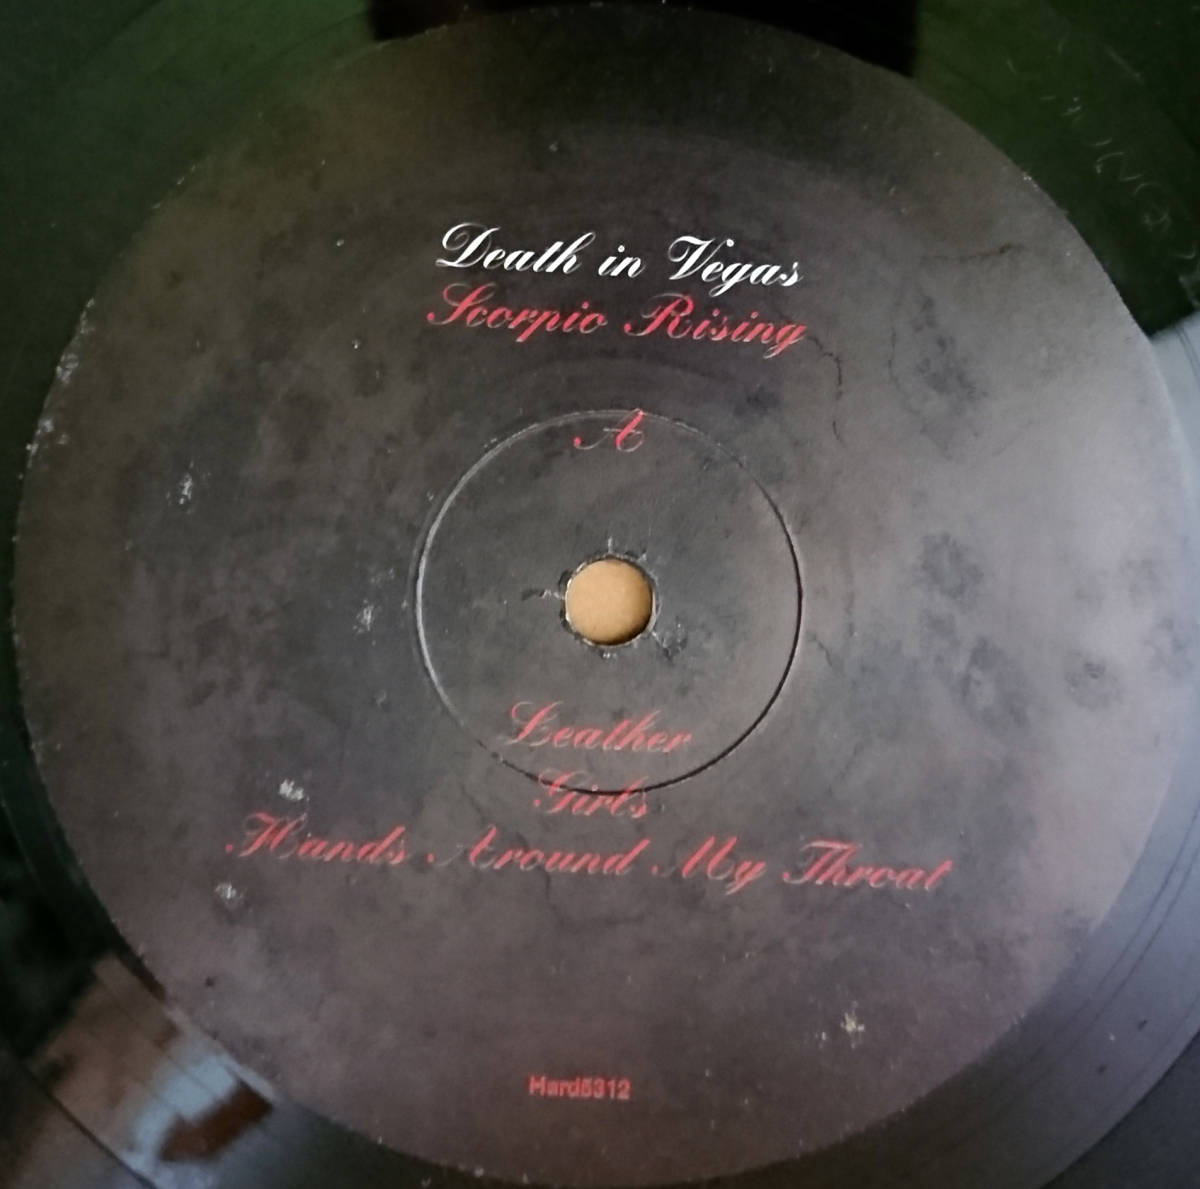 Death in Vegas
Scorpio Rising
A
Leather
Girls
Hands Around My Throat
Hard5312